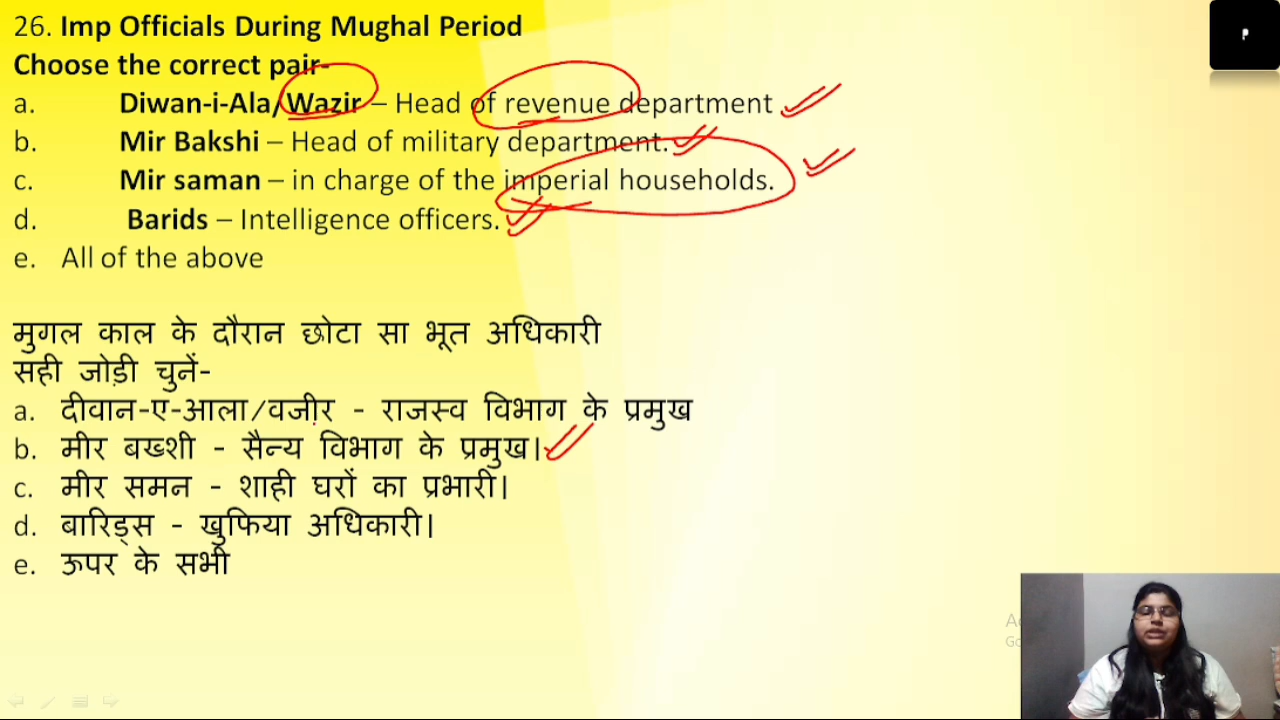 26. Imp Officials During Mughal Period
Choose the correct pair-
a. Diwan-i-Ala/Wazir – Head of revenue department
b. Mir Bakshi – Head of military department.
c. Mir saman – in charge of the imperial households.
d. Barids – Intelligence officers.
e. All of the above
मुगल काल के दौरान छोटा सा भूत अधिकारी
सही जोड़ी चुनें-
a. दीवान-ए-आला/वजीर - राजस्व विभाग के प्रमुख
b. मीर बख्शी - सैन्य विभाग के प्रमुख।
c. मीर समन - शाही घरों का प्रभारी।
d. बारिड्स - खुफिया अधिकारी।
e. ऊपर के सभी